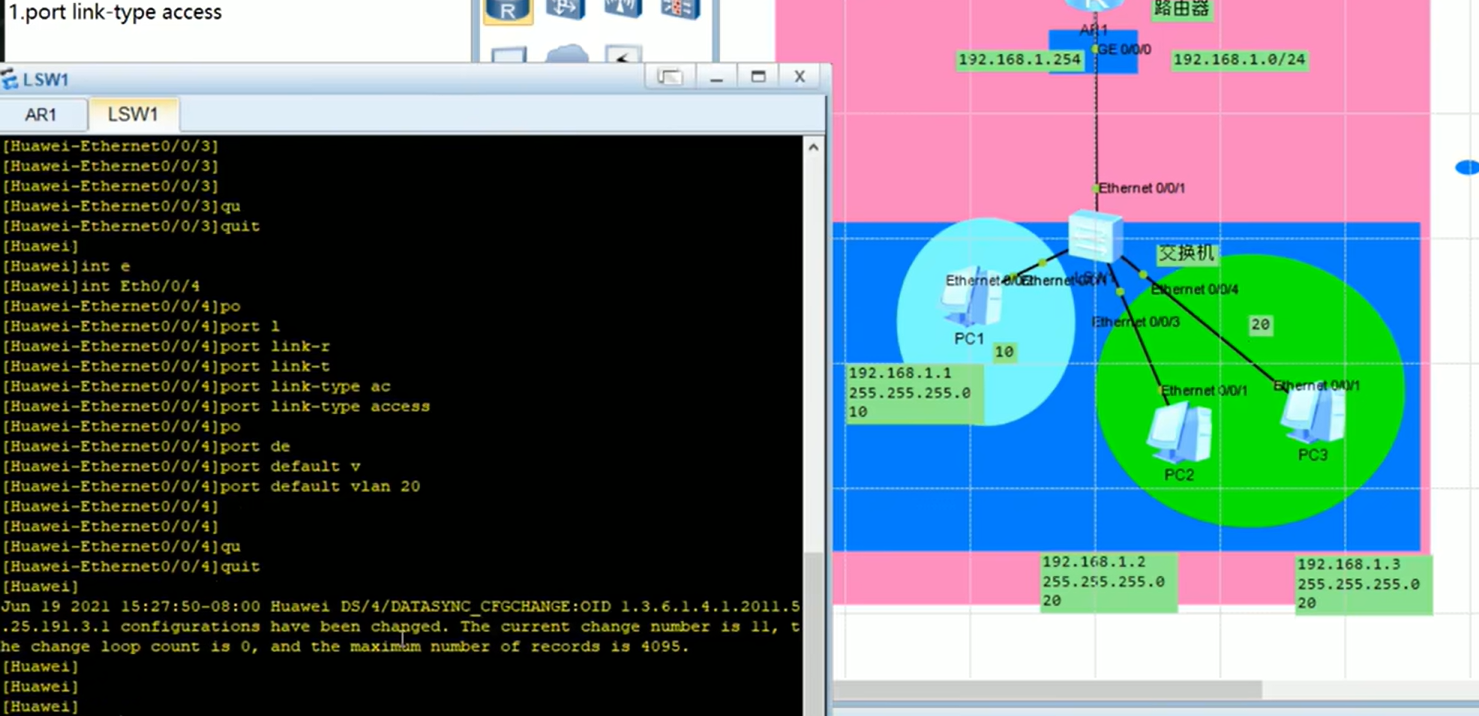 1.port link-type access
LSW1
AR1
LSW1
[Huawei-Ethernet0/0/3]
[Huawei-Ethernet0/0/3]
[Huawei-Ethernet0/0/3]
[Huawei-Ethernet0/0/3]qu
[Huawei-Ethernet0/0/3]quit
[Huawei]
[Huawei]int e
[Huawei]int Eth0/0/4
[Huawei-Ethernet0/0/4]po
[Huawei-Ethernet0/0/4]port l
[Huawei-Ethernet0/0/4]port link-r
[Huawei-Ethernet0/0/4]port link-t
[Huawei-Ethernet0/0/4]port link-type ac
[Huawei-Ethernet0/0/4]port link-type access
[Huawei-Ethernet0/0/4]po
[Huawei-Ethernet0/0/4]port de
[Huawei-Ethernet0/0/4]port default v
[Huawei-Ethernet0/0/4]port default vlan 20
[Huawei-Ethernet0/0/4]
[Huawei-Ethernet0/0/4]
[Huawei-Ethernet0/0/4]qu
[Huawei-Ethernet0/0/4]quit
[Huawei]
Jun 19 2021 15:27:50-08:00 Huawei DS/4/DATASYNC_CFGCHANGE:OID 1.3.6.1.4.1.2011.5
.25.191.3.1 configurations have been changed. The current change number is 11, t
he change loop count is 0, and the maximum number of records is 4095.
[Huawei]
[Huawei]
[Huawei]
路由器
AR1
GE 0/0/0
192.168.1.254
192.168.1.0/24
Ethernet 0/0/1
交换机
Ethernet 0/0/4
Ethernet 0/0/3
20
PC1
10
192.168.1.1
255.255.255.0
10
Ethernet 0/0/1
Ethernet 0/0/1
PC2
PC3
192.168.1.2
255.255.255.0
20
192.168.1.3
255.255.255.0
20